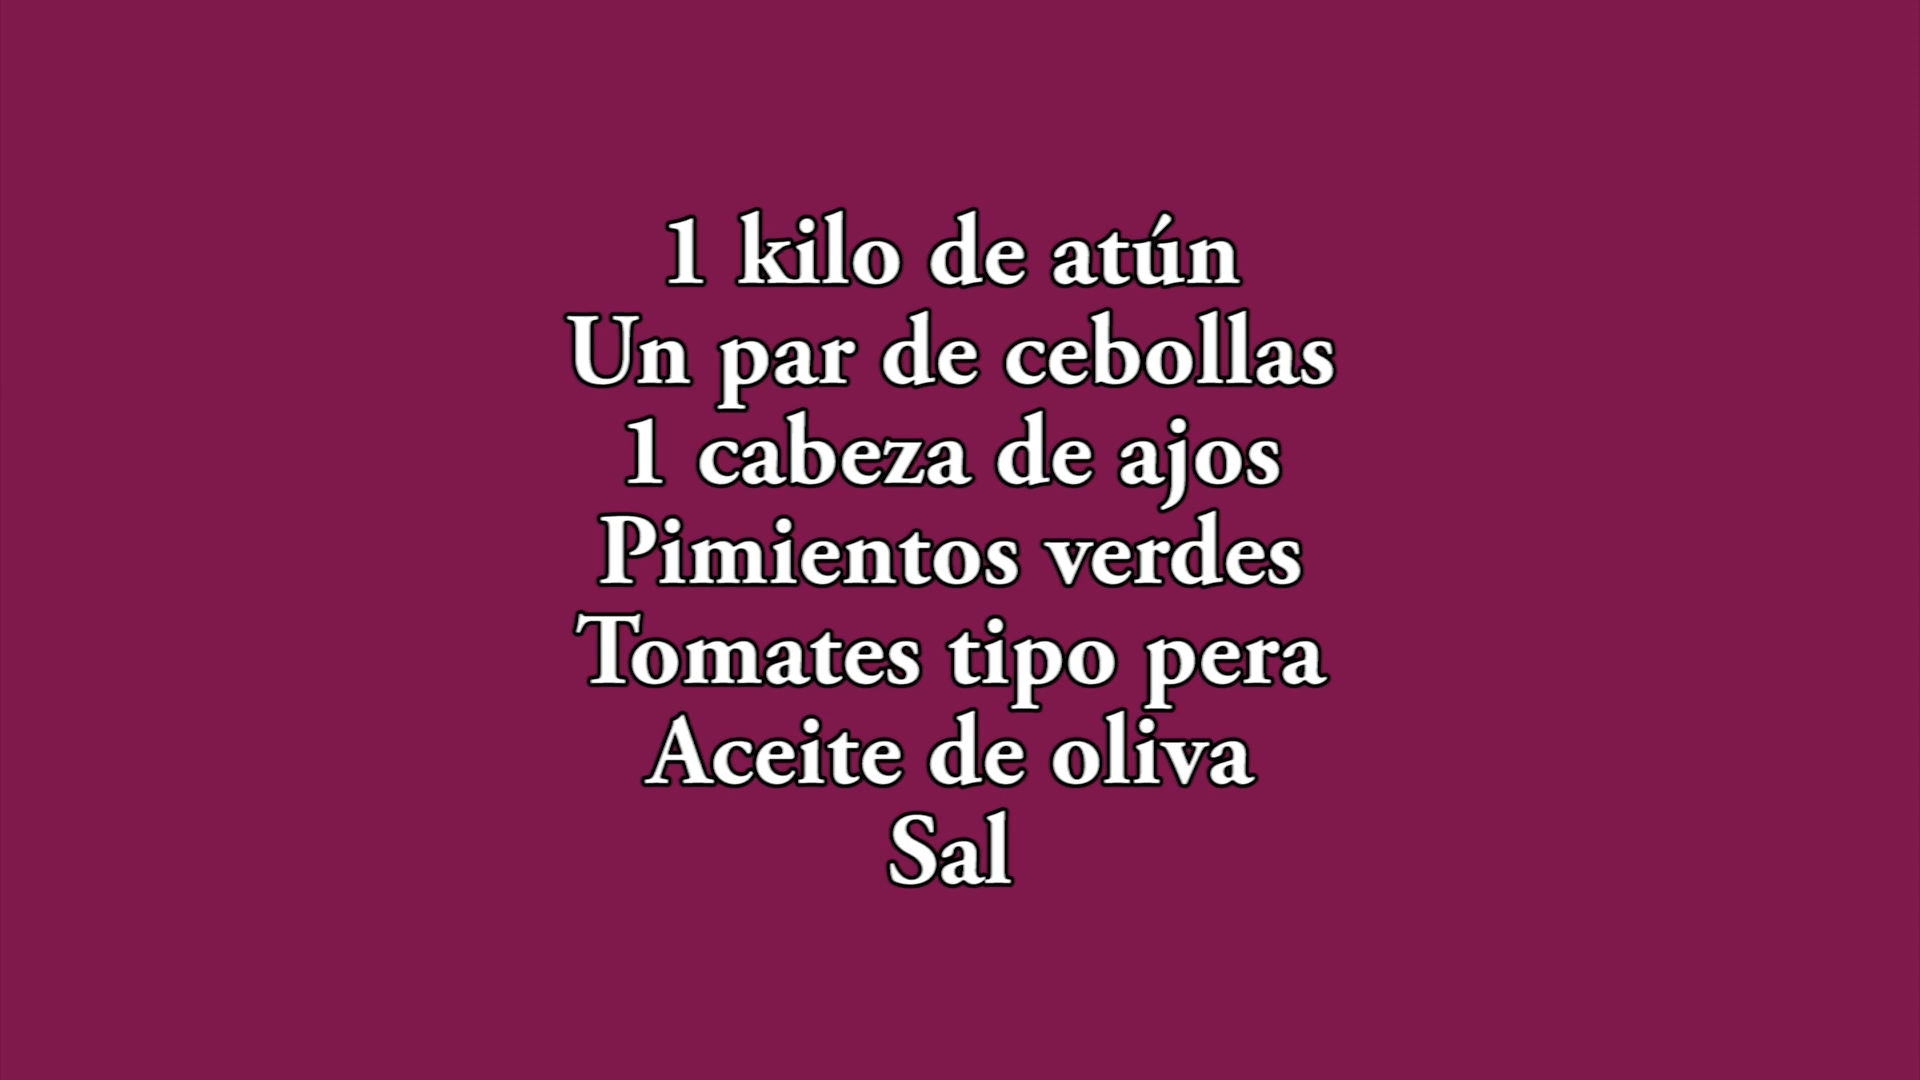 1 kilo de atún
Un par de cebollas
1 cabeza de ajos
Pimientos verdes
Tomates tipo pera
Aceite de oliva
Sal